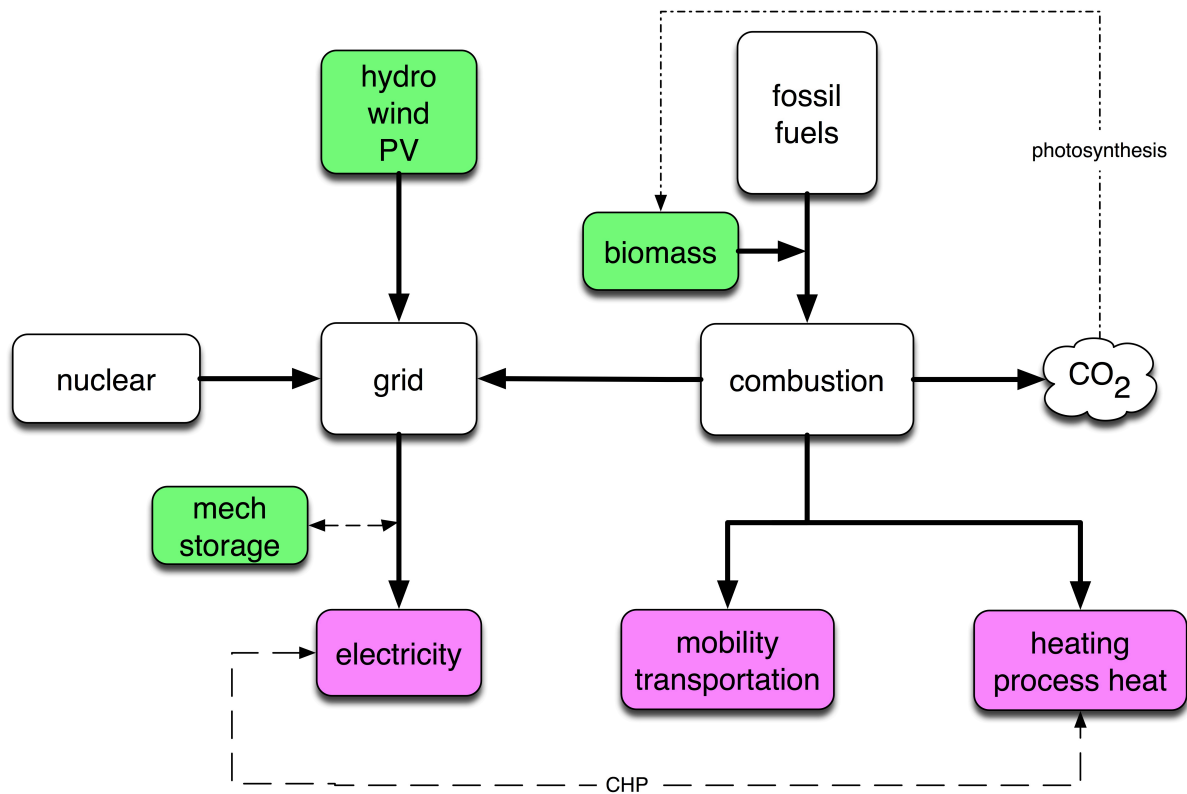 hydro
wind
PV
fossil
fuels
photosynthesis
biomass
nuclear
grid
combustion
CO2
mech
storage
electricity
mobility
transportation
heating
process heat
CHP